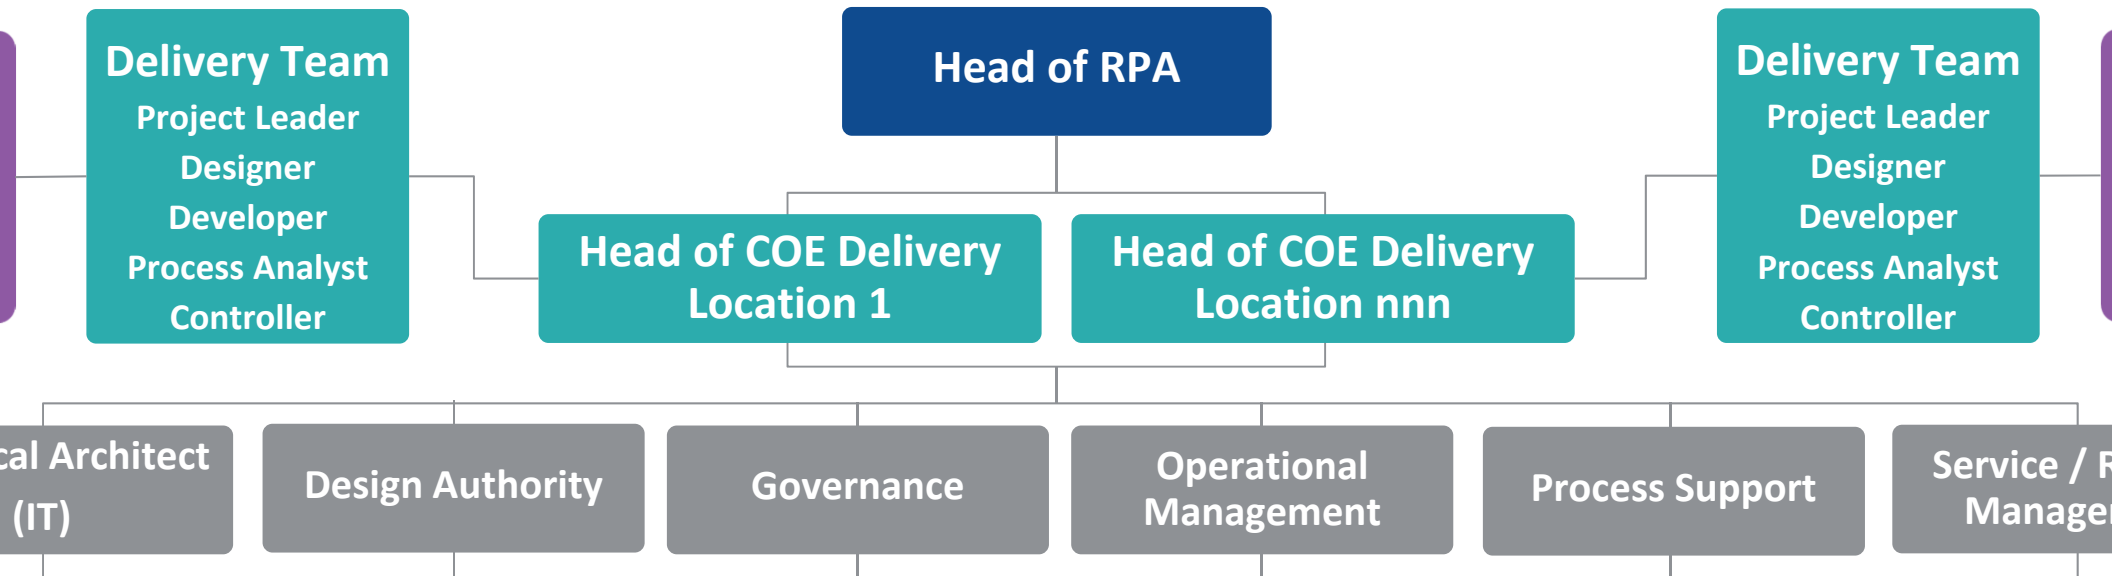 Delivery Team
Project Leader
Designer
Developer
Process Analyst
Controller
Head of RPA
Delivery Team
Project Leader
Designer
Developer
Process Analyst
Controller
Head of COE Delivery
Location 1
Head of COE Delivery
Location nnn
Architect
(IT)
Design Authority
Governance
Operational
Management
Process Support
Service /